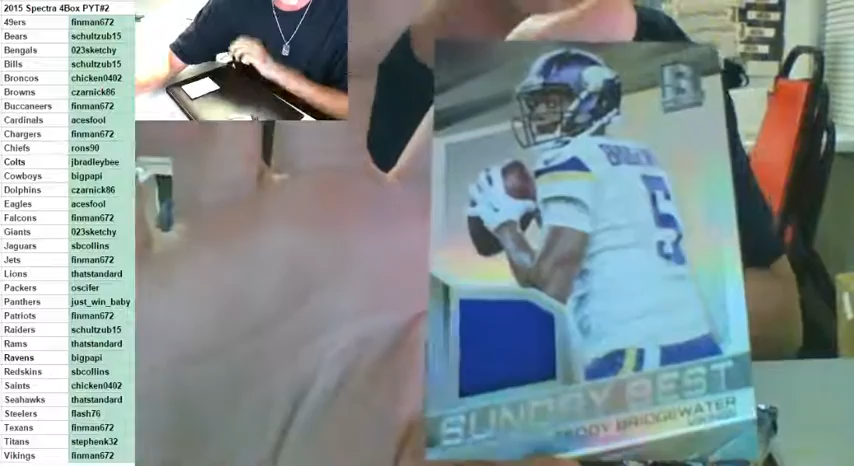 2015 Spectra 4Box PYT#2
49ers finman672
Bears schultzub15
Bengals 023sketchy
Bills schultzub15
Broncos chicken0402
Browns czarnick86
Buccaneers finman672
Cardinals acesfool
Chargers finman672
Chiefs rons90
Colts jbradleybee
Cowboys bigpapi
Dolphins czarnick86
Eagles acesfool
Falcons finman672
Giants 023sketchy
Jaguars sbcollins
Jets finman672
Lions thatstandard
Packers oscifer
Panthers just_win_baby
Patriots finman672
Raiders schultzub15
Rams thatstandard
Ravens bigpapi
Redskins sbcollins
Saints chicken0402
Seahawks thatstandard
Steelers flash76
Texans finman672
Titans stephenk32
Vikings finman672
5
SUNDAY BEST
TEDDY BRIDGEWATER
VIKINGS